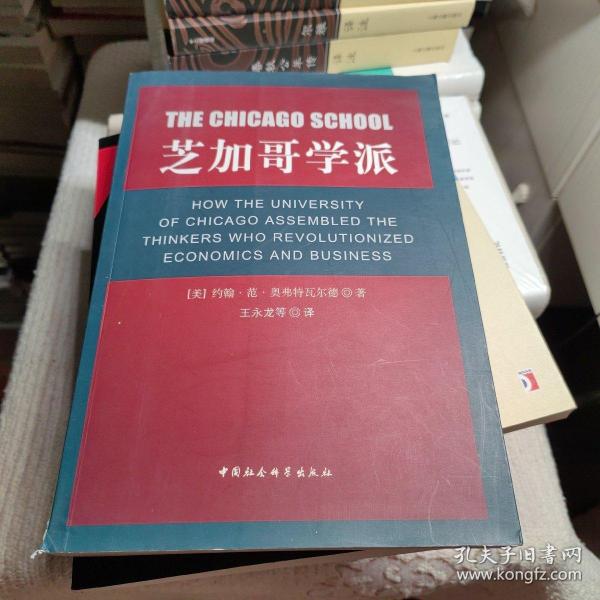 THE CHICAGO SCHOOL
芝加哥学派
HOW THE UNIVERSITY
OF CHICAGO ASSEMBLED THE
THINKERS WHO REVOLUTIONIZED
ECONOMICS AND BUSINESS
[美] 约翰·范·奥弗特瓦尔德◎著
王永龙等◎译
中国社会科学出版社
孔夫子旧书网
www.kongfz.com